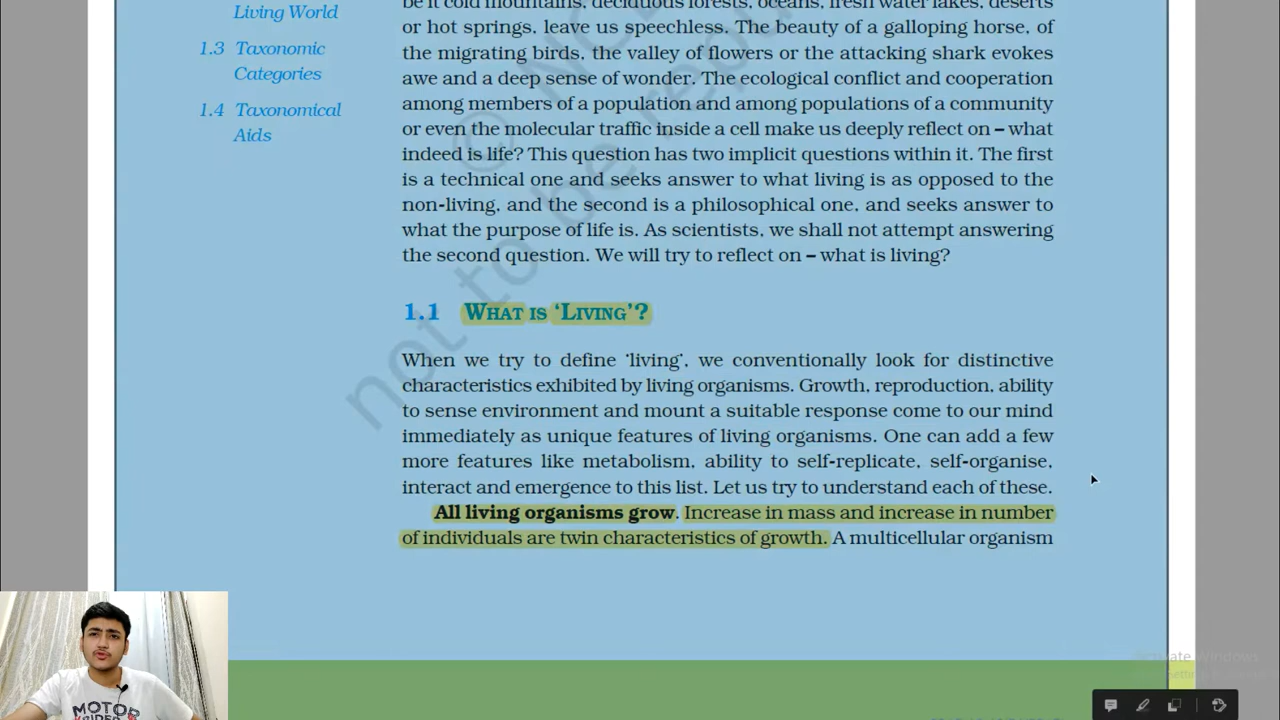 Living World
1.3 Taxonomic
Categories
1.4 Taxonomical
Aids
be it cold mountains, deciduous forests, oceans, fresh water lakes, deserts
or hot springs, leave us speechless. The beauty of a galloping horse, of
the migrating birds, the valley of flowers or the attacking shark evokes
awe and a deep sense of wonder. The ecological conflict and cooperation
among members of a population and among populations of a community
or even the molecular traffic inside a cell make us deeply reflect on – what
indeed is life? This question has two implicit questions within it. The first
is a technical one and seeks answer to what living is as opposed to the
non-living, and the second is a philosophical one, and seeks answer to
what the purpose of life is. As scientists, we shall not attempt answering
the second question. We will try to reflect on – what is living?
1.1 WHAT IS ‘LIVING’?
When we try to define ‘living’, we conventionally look for distinctive
characteristics exhibited by living organisms. Growth, reproduction, ability
to sense environment and mount a suitable response come to our mind
immediately as unique features of living organisms. One can add a few
more features like metabolism, ability to self-replicate, self-organise,
interact and emergence to this list. Let us try to understand each of these.
All living organisms grow. Increase in mass and increase in number
of individuals are twin characteristics of growth. A multicellular organism
© NC
not to be repu
Activate Windows
MOTOR